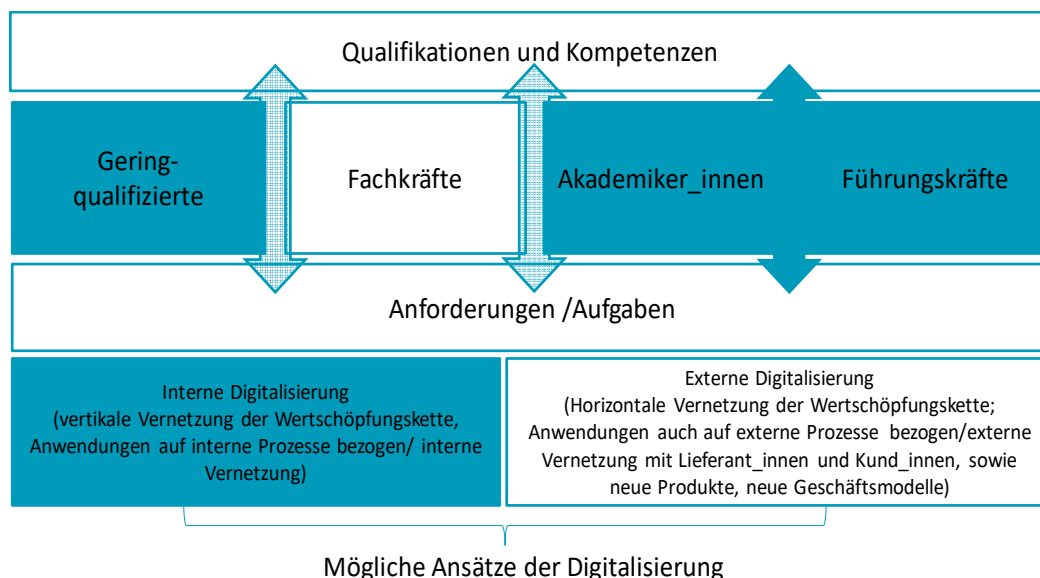 Qualifikationen und Kompetenzen
Gering-
qualifizierte
Fachkräfte
Akademiker_innen
Führungskräfte
Anforderungen /Aufgaben
Interne Digitalisierung
(vertikale Vernetzung der Wertschöpfungskette,
Anwendungen auf interne Prozesse bezogen/ interne
Vernetzung)
Externe Digitalisierung
(Horizontale Vernetzung der Wertschöpfungskette;
Anwendungen auch auf externe Prozesse bezogen/externe
Vernetzung mit Lieferant_innen und Kund_innen, sowie
neue Produkte, neue Geschäftsmodelle)
Mögliche Ansätze der Digitalisierung